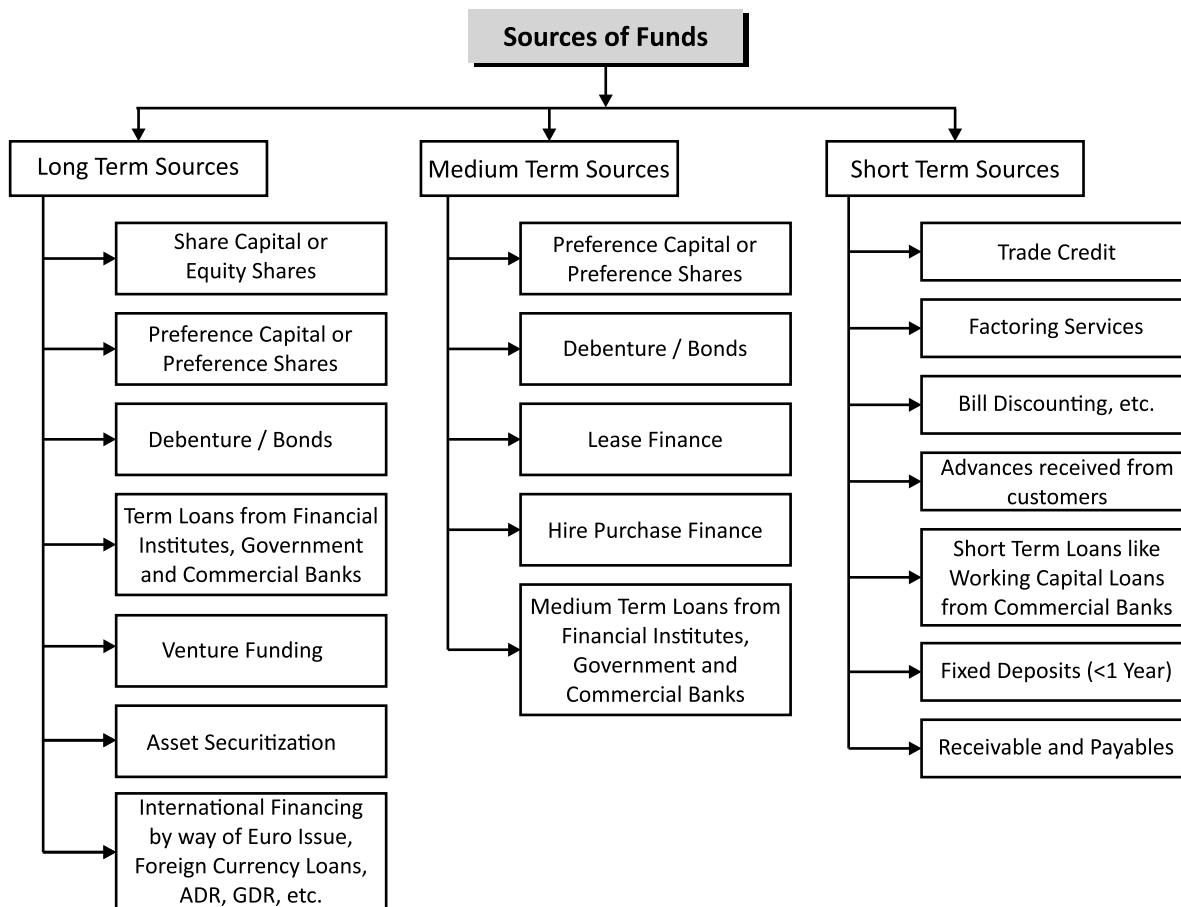 Sources of Funds
Long Term Sources
Share Capital or
Equity Shares
Preference Capital or
Preference Shares
Debenture / Bonds
Term Loans from Financial
Institutes, Government
and Commercial Banks
Venture Funding
Asset Securitization
International Financing
by way of Euro Issue,
Foreign Currency Loans,
ADR, GDR, etc.
Medium Term Sources
Preference Capital or
Preference Shares
Debenture / Bonds
Lease Finance
Hire Purchase Finance
Medium Term Loans from
Financial Institutes,
Government and
Commercial Banks
Short Term Sources
Trade Credit
Factoring Services
Bill Discounting, etc.
Advances received from
customers
Short Term Loans like
Working Capital Loans
from Commercial Banks
Fixed Deposits (<1 Year)
Receivable and Payables